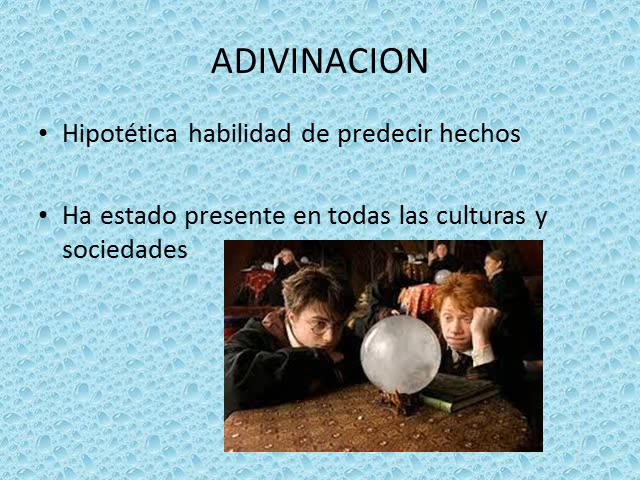 ADIVINACION
• Hipotética habilidad de predecir hechos
• Ha estado presente en todas las culturas y
sociedades